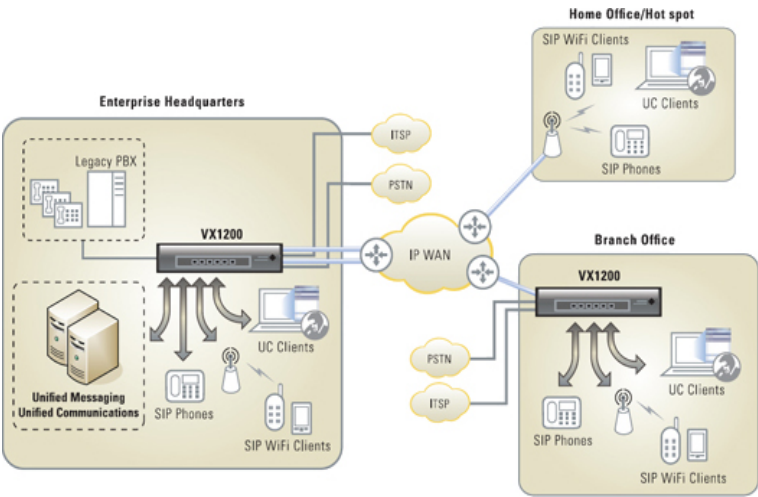 Home Office/Hot spot
SIP WiFi Clients
UC Clients
SIP Phones
Enterprise Headquarters
Legacy PBX
VX1200
ITSP
PSTN
IP WAN
Unified Messaging
Unified Communications
UC Clients
SIP Phones
SIP WiFi Clients
Branch Office
VX1200
PSTN
ITSP
UC Clients
SIP Phones
SIP WiFi Clients